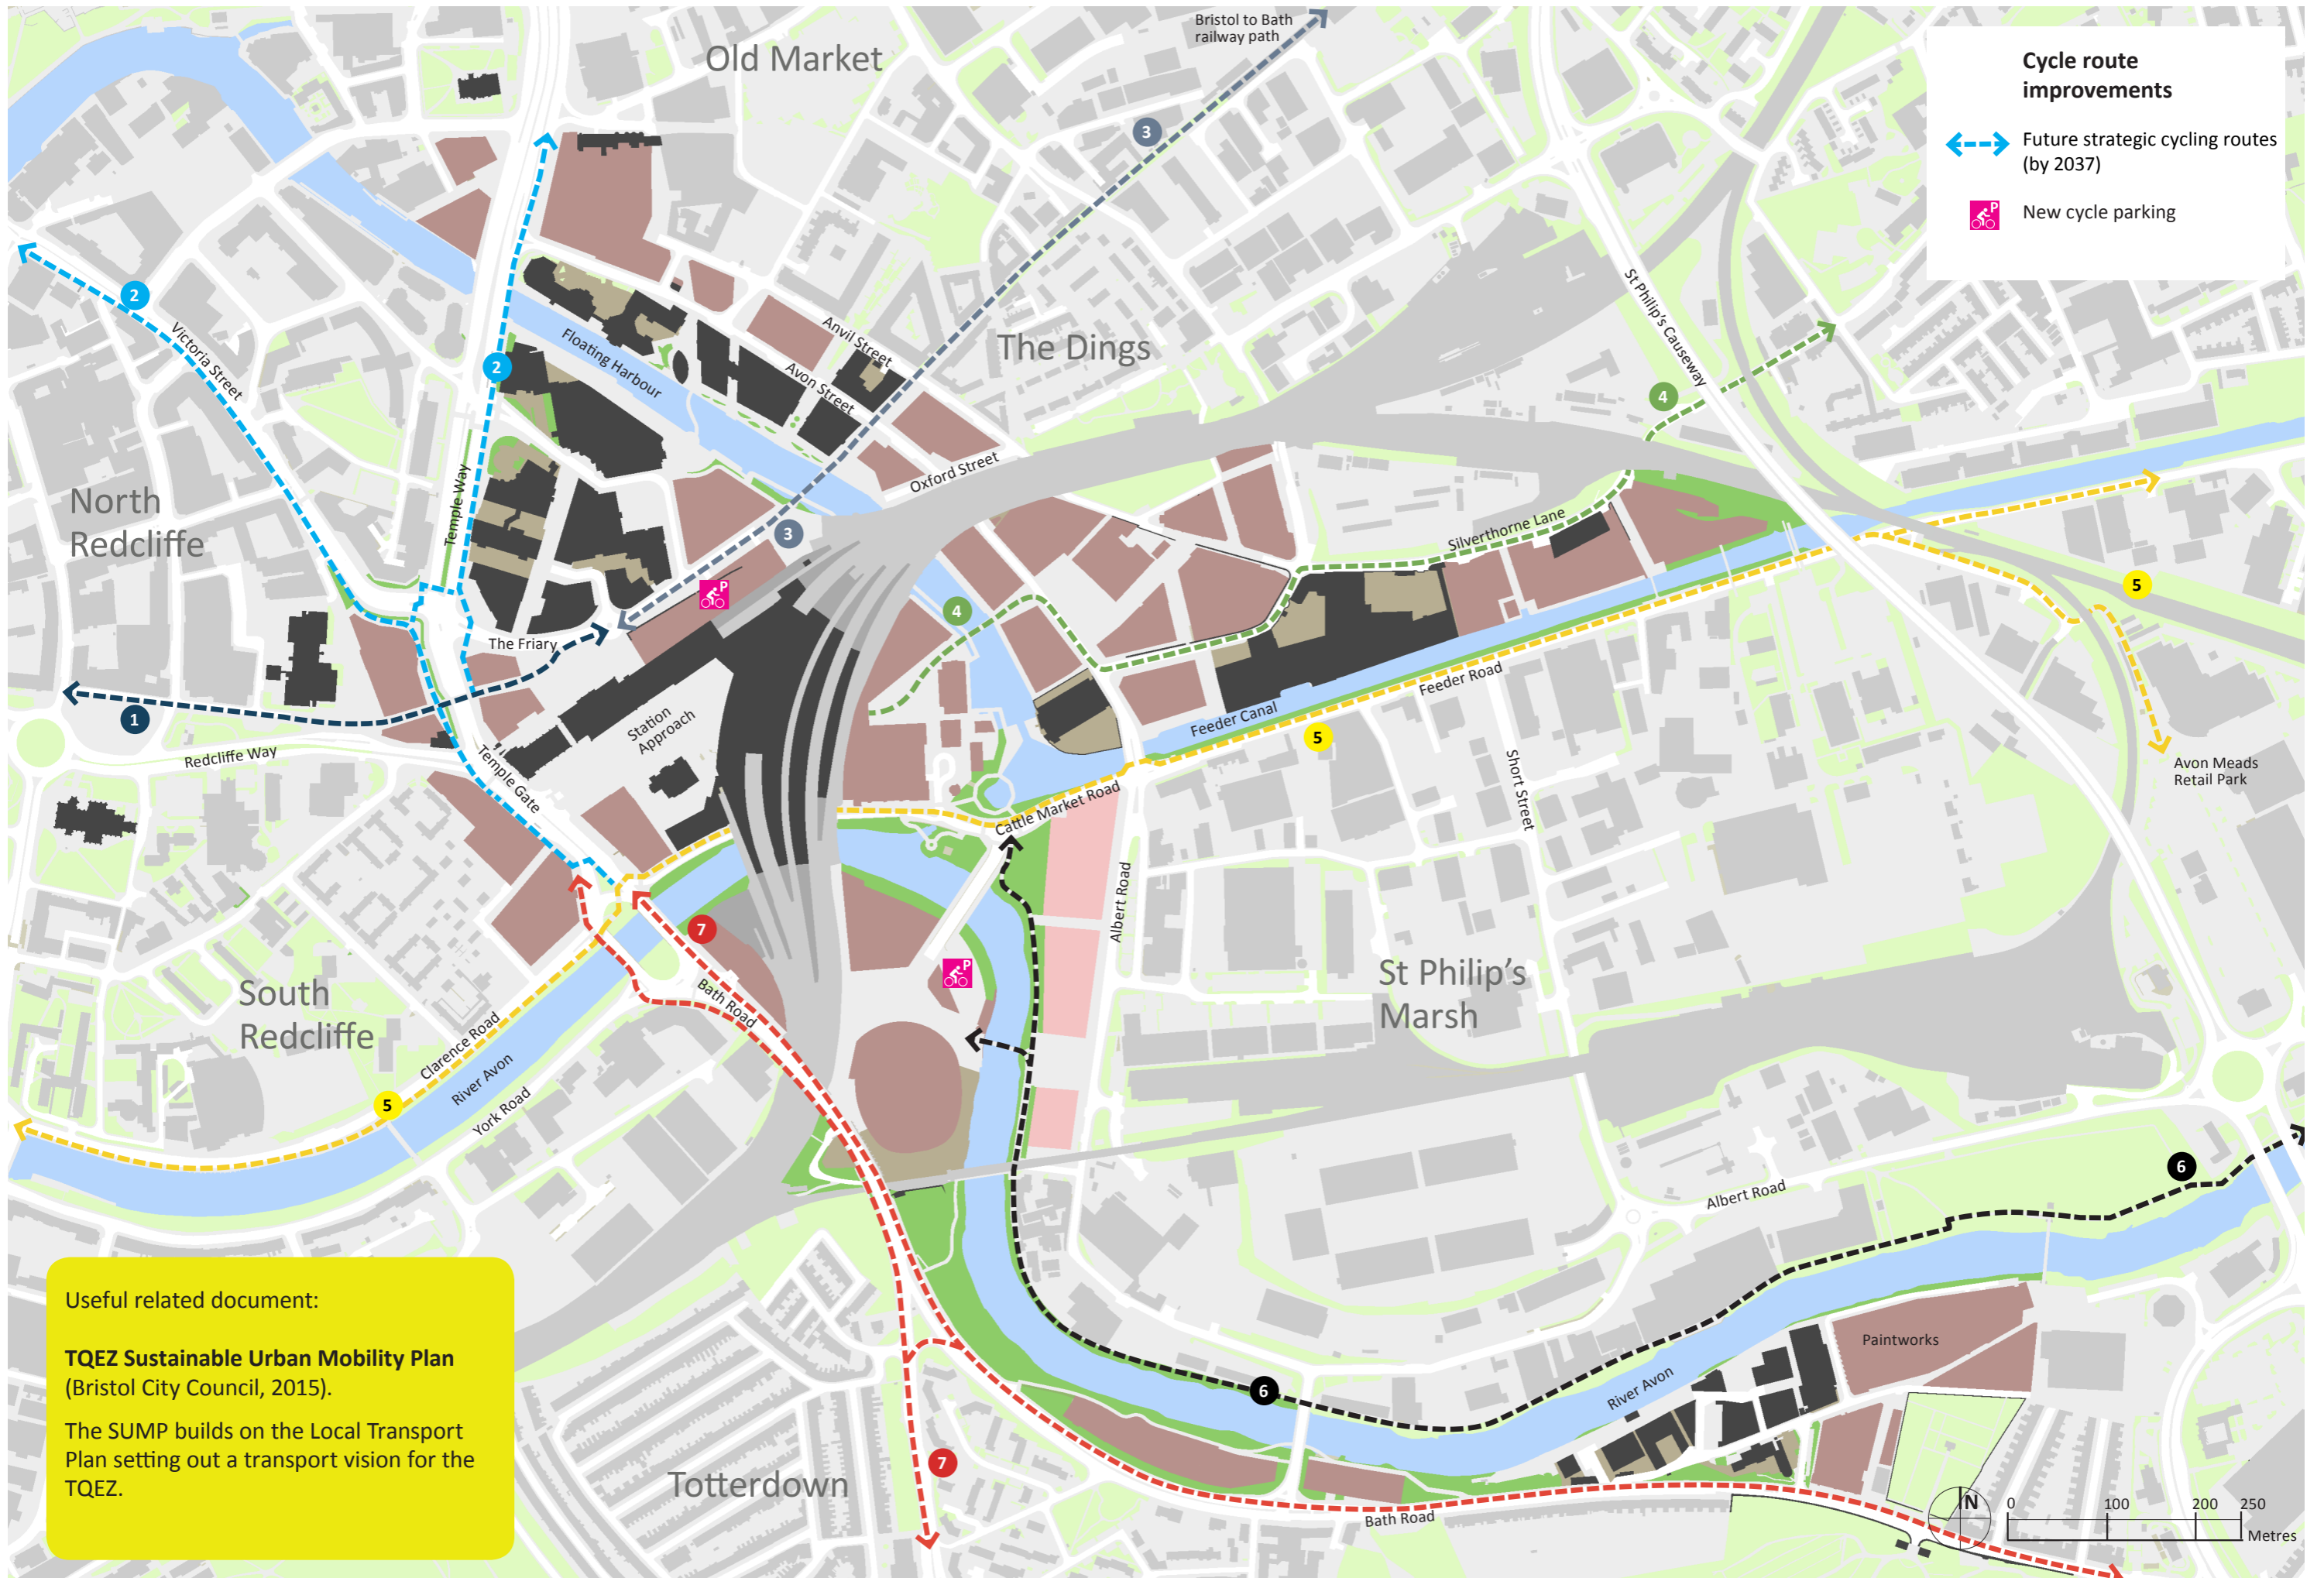 Bristol to Bath
railway path
Old Market
Cycle route
improvements
Future strategic cycling routes
(by 2037)
P
New cycle parking
3
2
Victoria Street
2
Floating Harbour
Anvil Street
Avon Street
The Dings
St Philip's Causeway
4
North
Redcliffe
Temple Way
Oxford Street
3
Silverthorne Lane
P
4
5
The Friary
1
Station
Approach
Redcliffe Way
Temple Gate
Feeder Road
Feeder Canal
5
Short Street
Avon Meads
Retail Park
Cattle Market Road
Albert Road
7
P
Bath Road
St Philip's
Marsh
South
Redcliffe
Clarence Road
River Avon
York Road
5
6
Albert Road
Useful related document:
TQEZ Sustainable Urban Mobility Plan
(Bristol City Council, 2015).
The SUMP builds on the Local Transport
Plan setting out a transport vision for the
TQEZ.
Paintworks
River Avon
6
7
Totterdown
Bath Road
N
0 100 200 250
Metres